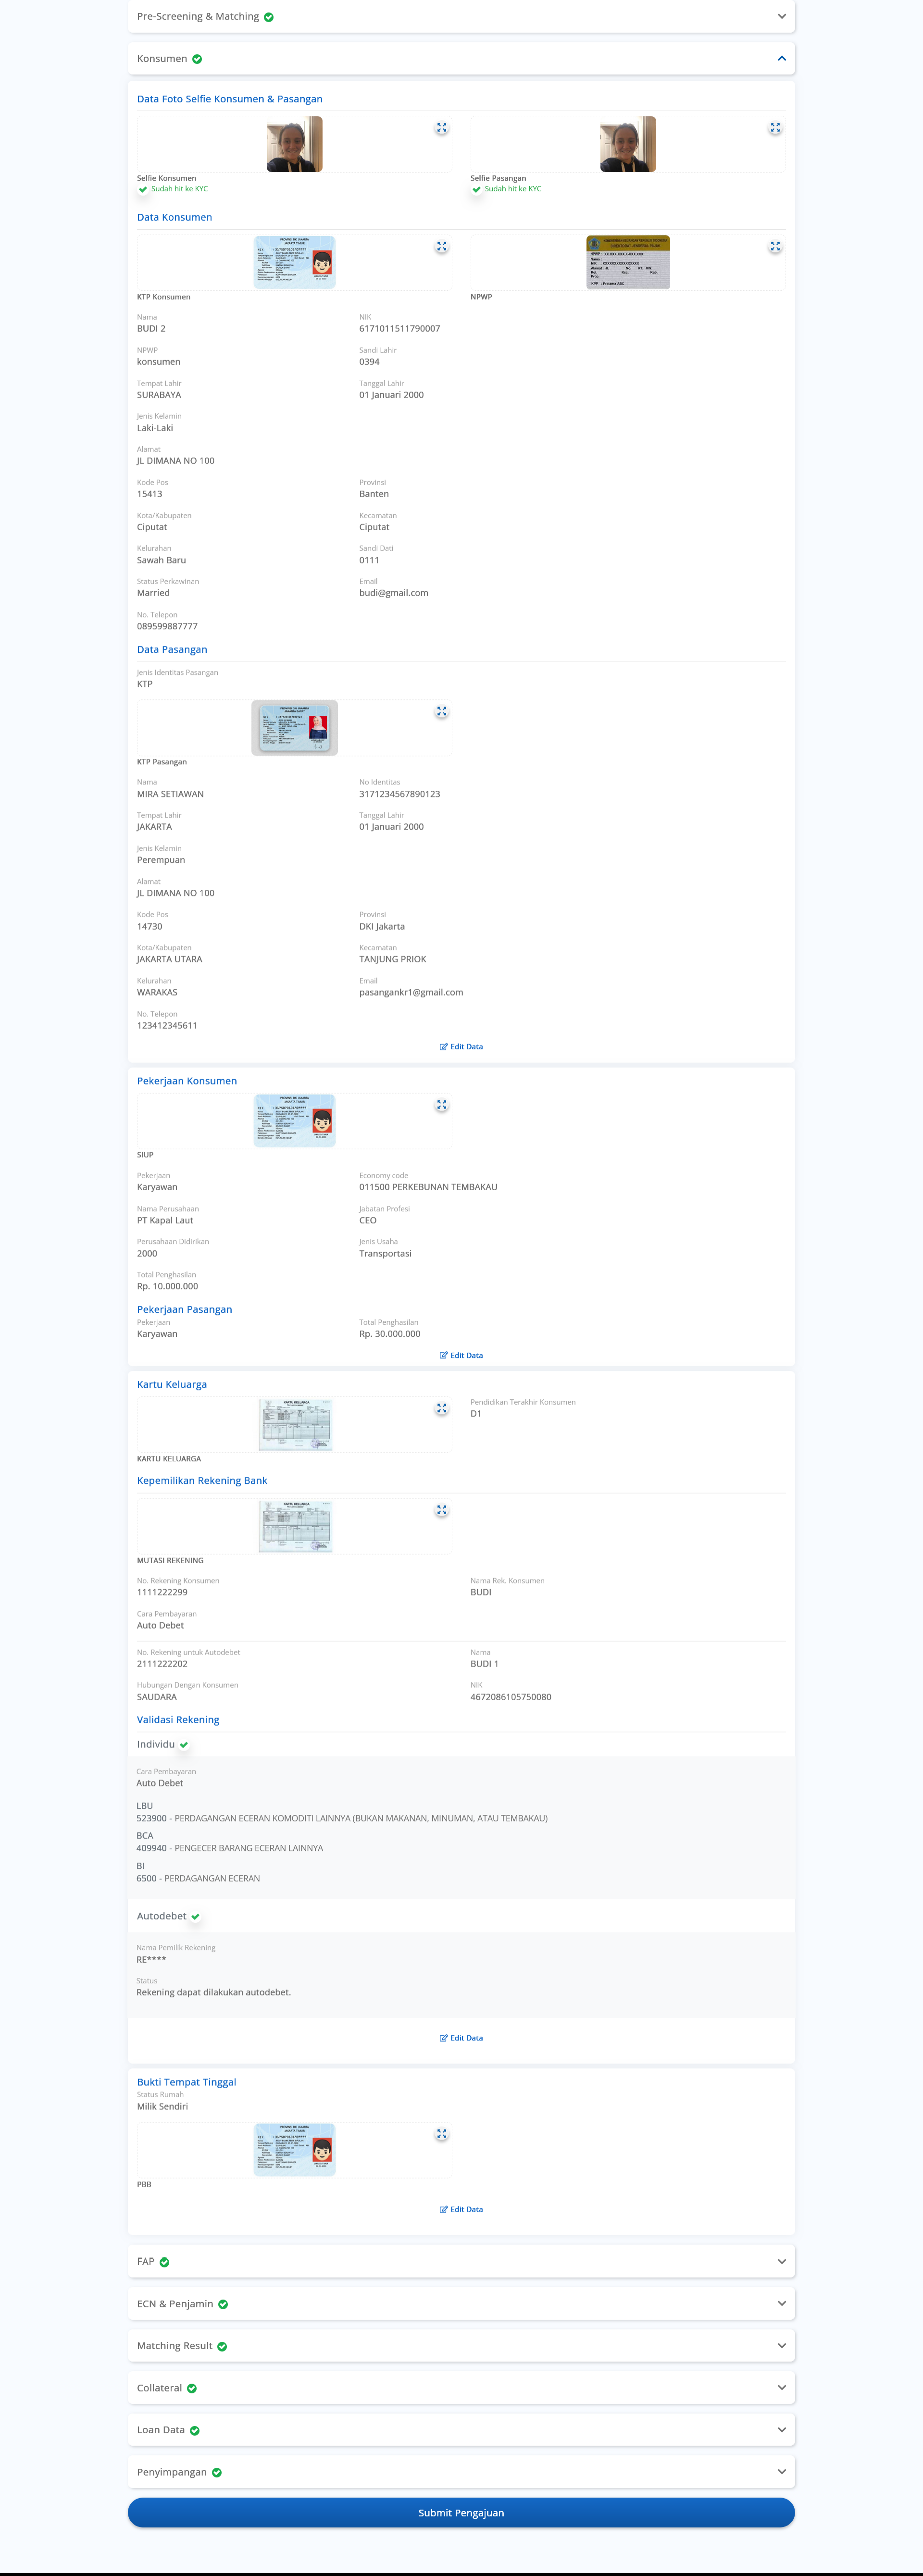 Pre-Screening & Matching
Konsumen
Data Foto Selfie Konsumen & Pasangan
Selfie Konsumen
Selfie Pasangan
Sudah hit ke KYC
Sudah hit ke KYC
Data Konsumen
KTP Konsumen
NPWP
Nama
NIK
BUDI 2
6171011511790007
NPWP
Sandi Lahir
konsumen
0394
Tempat Lahir
Tanggal Lahir
SURABAYA
01 Januari 2000
Jenis Kelamin
Laki-Laki
Alamat
JL DIMANA NO 100
Kode Pos
Provinsi
15413
Banten
Kota/Kabupaten
Kecamatan
Ciputat
Ciputat
Kelurahan
Sandi Dati
Sawah Baru
0111
Status Perkawinan
Email
Married
budi@gmail.com
No. Telepon
089599887777
Data Pasangan
Jenis Identitas Pasangan
KTP
KTP Pasangan
Nama
No Identitas
MIRA SETIAWAN
3171234567890123
Tempat Lahir
Tanggal Lahir
JAKARTA
01 Januari 2000
Jenis Kelamin
Perempuan
Alamat
JL DIMANA NO 100
Kode Pos
Provinsi
14730
DKI Jakarta
Kota/Kabupaten
Kecamatan
JAKARTA UTARA
TANJUNG PRIOK
Kelurahan
Email
WARAKAS
pasangankr1@gmail.com
No. Telepon
123412345611
Edit Data
Pekerjaan Konsumen
SIUP
Pekerjaan
Economy code
Karyawan
011500 PERKEBUNAN TEMBAKAU
Nama Perusahaan
Jabatan Profesi
PT Kapal Laut
CEO
Perusahaan Didirikan
Jenis Usaha
2000
Transportasi
Total Penghasilan
Rp. 10.000.000
Pekerjaan Pasangan
Pekerjaan
Total Penghasilan
Karyawan
Rp. 30.000.000
Edit Data
Kartu Keluarga
Pendidikan Terakhir Konsumen
D1
KARTU KELUARGA
Kepemilikan Rekening Bank
MUTASI REKENING
No. Rekening Konsumen
Nama Rek. Konsumen
1111222299
BUDI
Cara Pembayaran
Auto Debet
No. Rekening untuk Autodebet
Nama
2111222202
BUDI 1
Hubungan Dengan Konsumen
NIK
SAUDARA
4672086105750080
Validasi Rekening
Individu
Cara Pembayaran
Auto Debet
LBU
523900 - PERDAGANGAN ECERAN KOMODITI LAINNYA (BUKAN MAKANAN, MINUMAN, ATAU TEMBAKAU)
BCA
409940 - PENGECER BARANG ECERAN LAINNYA
BI
6500 - PERDAGANGAN ECERAN
Autodebet
Nama Pemilik Rekening
RE****
Status
Rekening dapat dilakukan autodebet.
Edit Data
Bukti Tempat Tinggal
Status Rumah
Milik Sendiri
PBB
Edit Data
FAP
ECN & Penjamin
Matching Result
Collateral
Loan Data
Penyimpangan
Submit Pengajuan